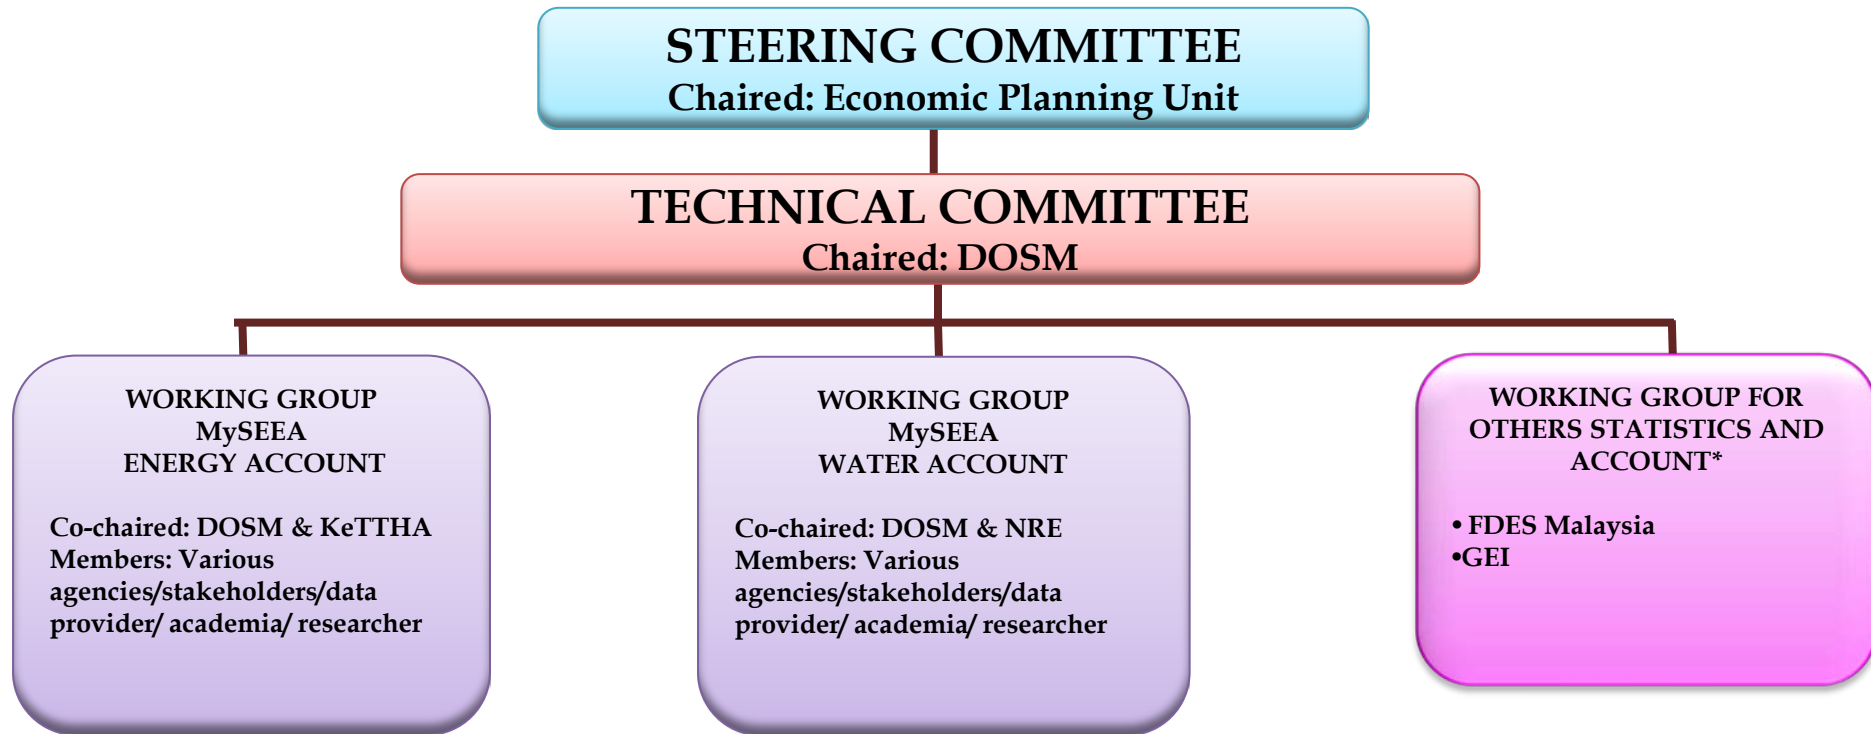 STEERING COMMITTEE
Chaired: Economic Planning Unit
TECHNICAL COMMITTEE
Chaired: DOSM
WORKING GROUP
MySEEA
ENERGY ACCOUNT
Co-chaired: DOSM & KeTTHA
Members: Various
agencies/stakeholders/data
provider/ academia/ researcher
WORKING GROUP
MySEEA
WATER ACCOUNT
Co-chaired: DOSM & NRE
Members: Various
agencies/stakeholders/data
provider/ academia/ researcher
WORKING GROUP FOR
OTHERS STATISTICS AND
ACCOUNT*
• FDES Malaysia
•GEI